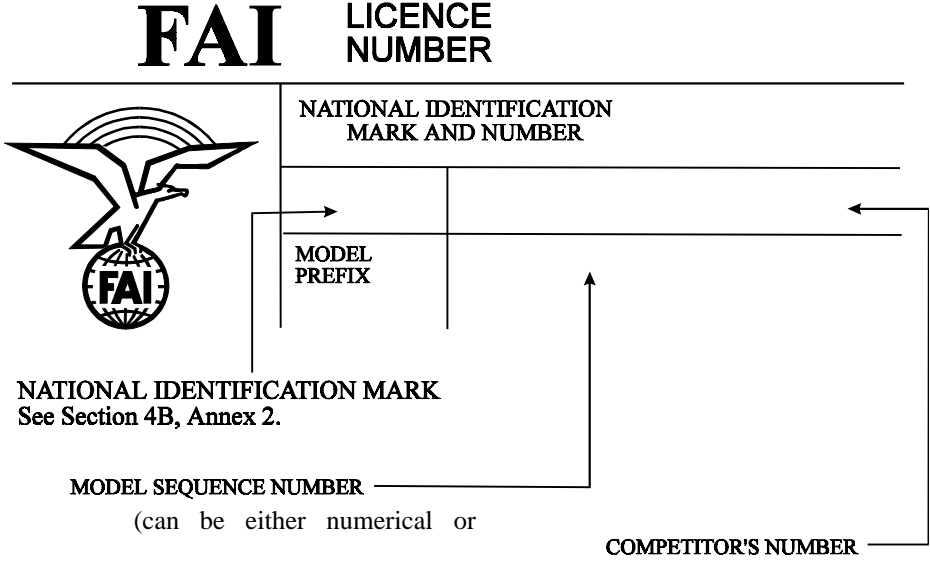 FAI
LICENCE
NUMBER
NATIONAL IDENTIFICATION
MARK AND NUMBER
MODEL
PREFIX
FAI
NATIONAL IDENTIFICATION MARK
See Section 4B, Annex 2.
MODEL SEQUENCE NUMBER
(can be either numerical or
COMPETITOR'S NUMBER